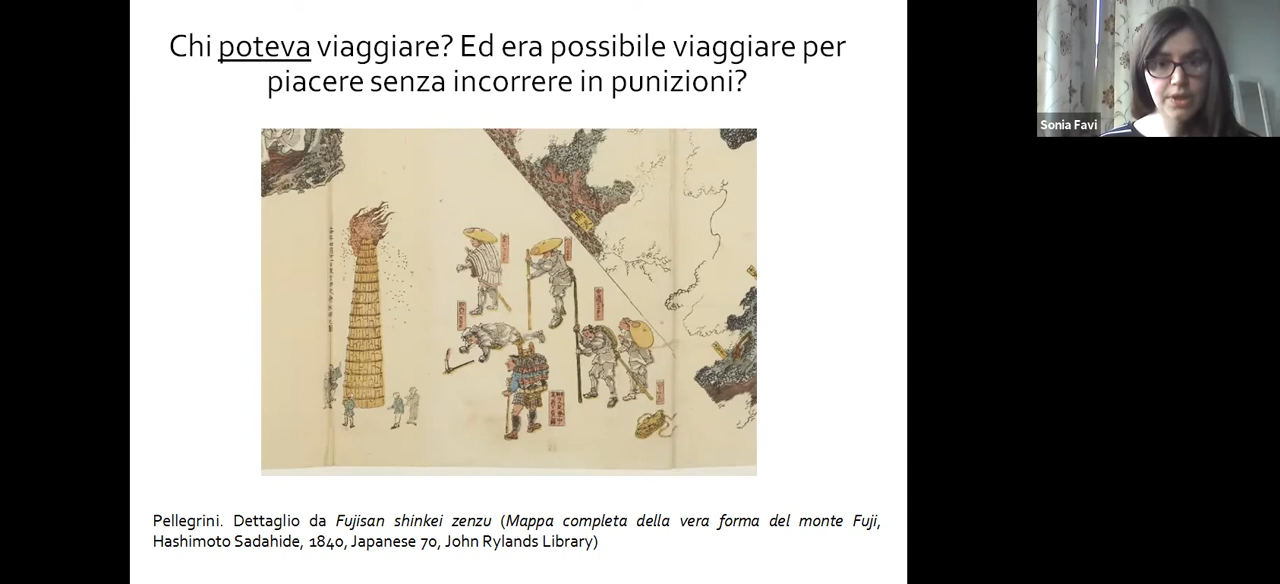 Chi poteva viaggiare? Ed era possibile viaggiare per
piacere senza incorrere in punizioni?
Sonia Favi
Pellegrini. Dettaglio da Fujisan shinkei zenzu (Mappa completa della vera forma del monte Fuji,
Hashimoto Sadahide, 1840, Japanese 70, John Rylands Library)